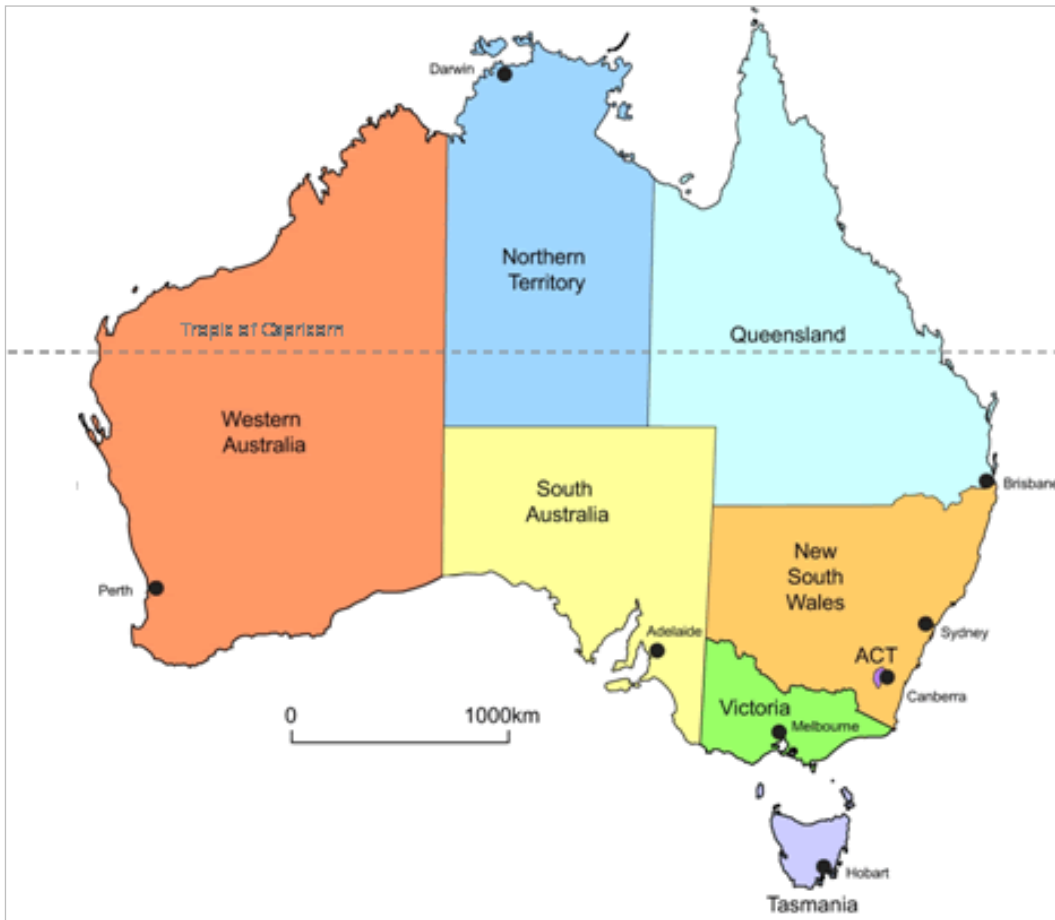 Darwin
Northern
Territory
Tropic of Capricorn
Queensland
Western
Australia
South
Australia
Brisbane
New
South
Wales
Perth
Adelaide
Sydney
ACT
Canberra
0 1000km
Victoria
Melbourne
Hobart
Tasmania